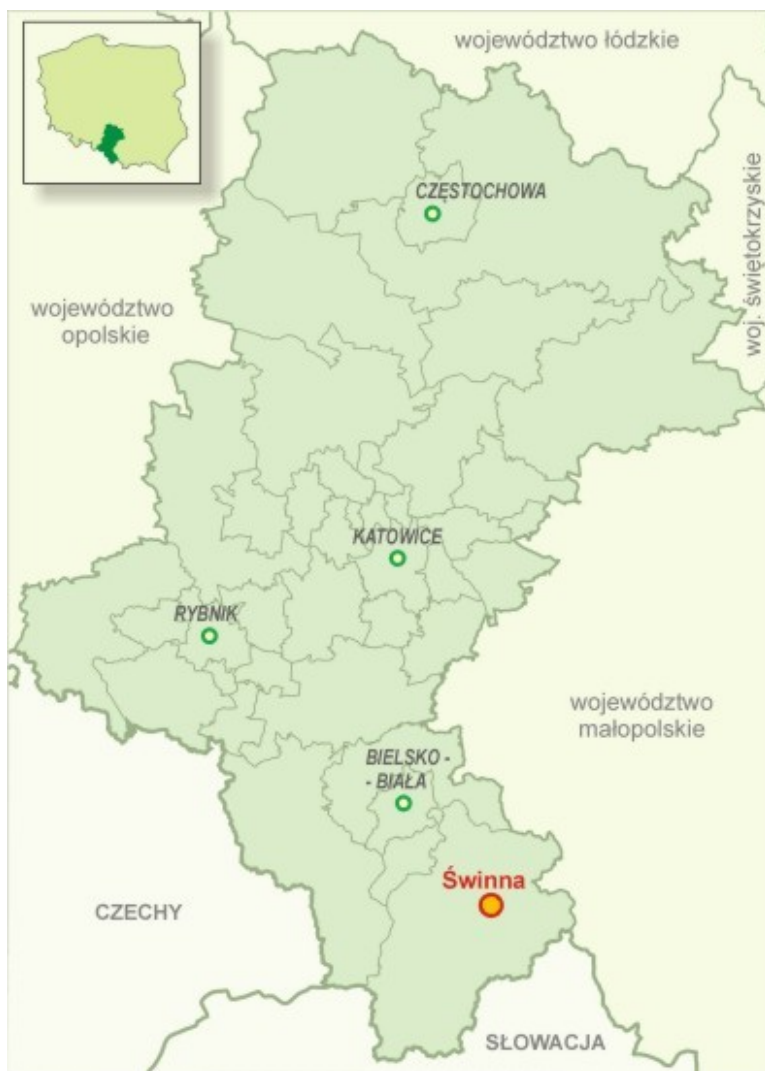 województwo łódzkie
CZĘSTOCHOWA
woj. świętokrzyskie
województwo
opolskie
KATOWICE
RYBNIK
województwo
małopolskie
BIELSKO -
- BIAŁA
Świnna
CZECHY
SŁOWACJA